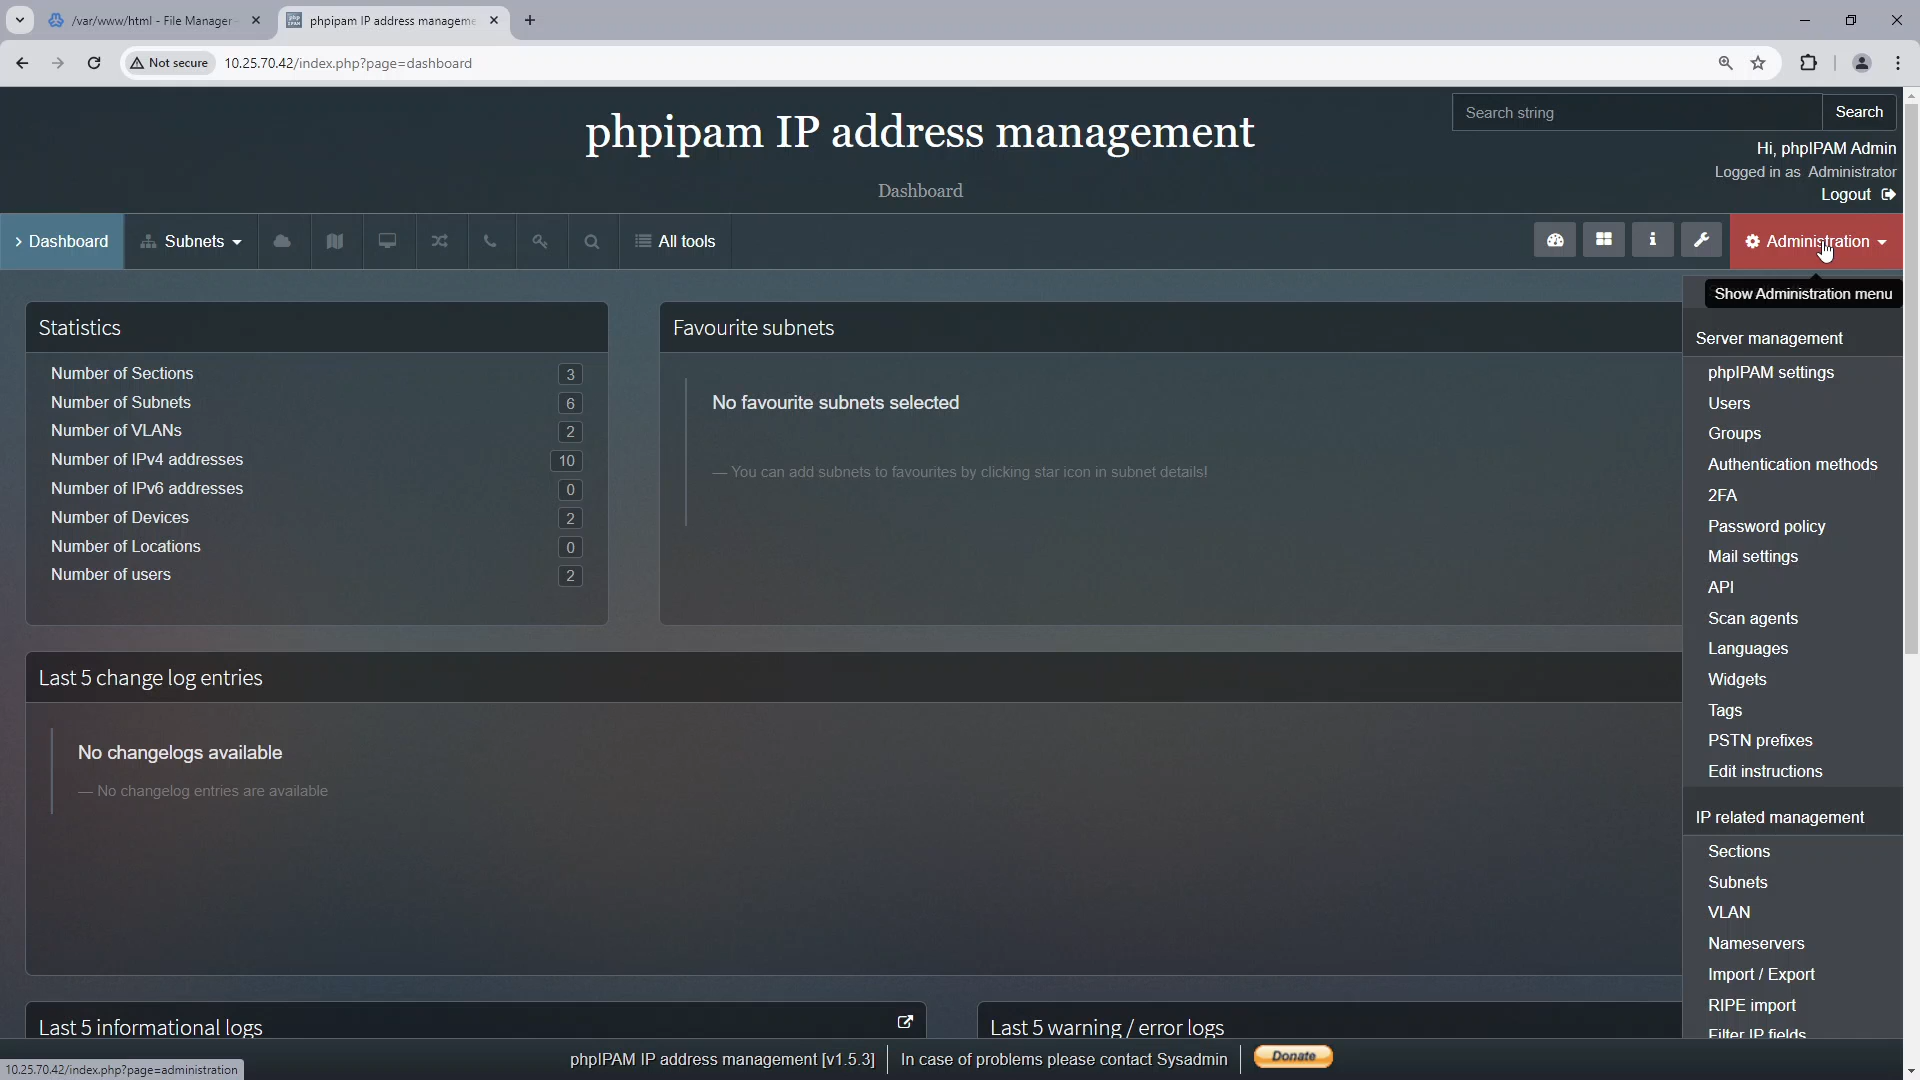 /var/www/html - File Manager
phpipam IP address manageme
Not secure
10.25.70.42/index.php?page=dashboard
phpipam IP address management
Dashboard
Search string
Search
Hi, phpIPAM Admin
Logged in as Administrator
Logout
Dashboard
Subnets
All tools
Administration
Show Administration menu
Statistics
Number of Sections 3
Number of Subnets 6
Number of VLANs 2
Number of IPv4 addresses 10
Number of IPv6 addresses 0
Number of Devices 2
Number of Locations 0
Number of users 2
Favourite subnets
No favourite subnets selected
— You can add subnets to favourites by clicking star icon in subnet details!
Last 5 change log entries
No changelogs available
— No changelog entries are available
Last 5 informational logs
Last 5 warning / error logs
Server management
phpIPAM settings
Users
Groups
Authentication methods
2FA
Password policy
Mail settings
API
Scan agents
Languages
Widgets
Tags
PSTN prefixes
Edit instructions
IP related management
Sections
Subnets
VLAN
Nameservers
Import / Export
RIPE import
Filter IP fields
phpIPAM IP address management [v1.5.3]
In case of problems please contact Sysadmin
Donate
10.25.70.42/index.php?page=administration